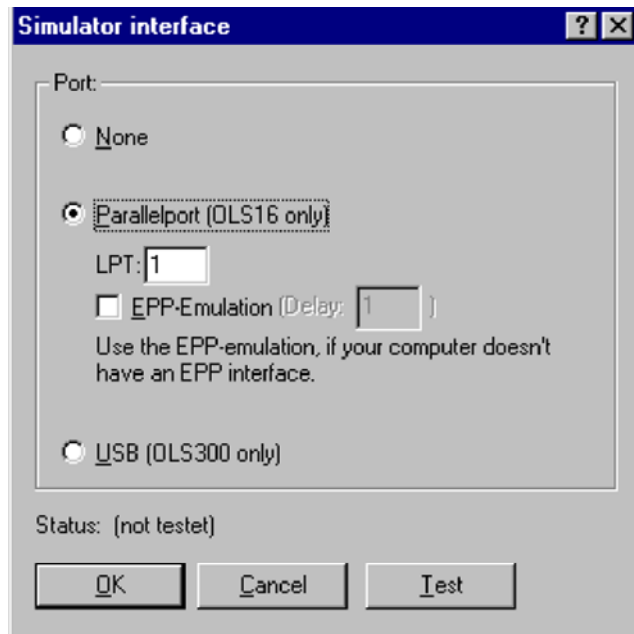 Simulator interface
Port:
None
Parallelport (OLS16 only)
LPT: 1
EPP-Emulation (Delay: 1 )
Use the EPP-emulation, if your computer doesn't
have an EPP interface.
USB (OLS300 only)
Status: (not testet)
OK Cancel Test